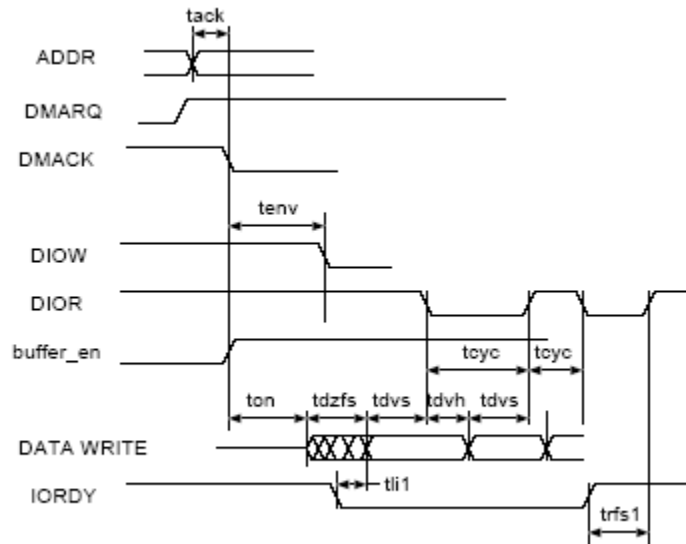 tack
ADDR
DMARQ
DMACK
tenv
DIOW
DIOR
buffer_en
tcyc tcyc
ton tdzfs tdvs tdvh tdvs
DATA WRITE
tli1
IORDY
trfs1